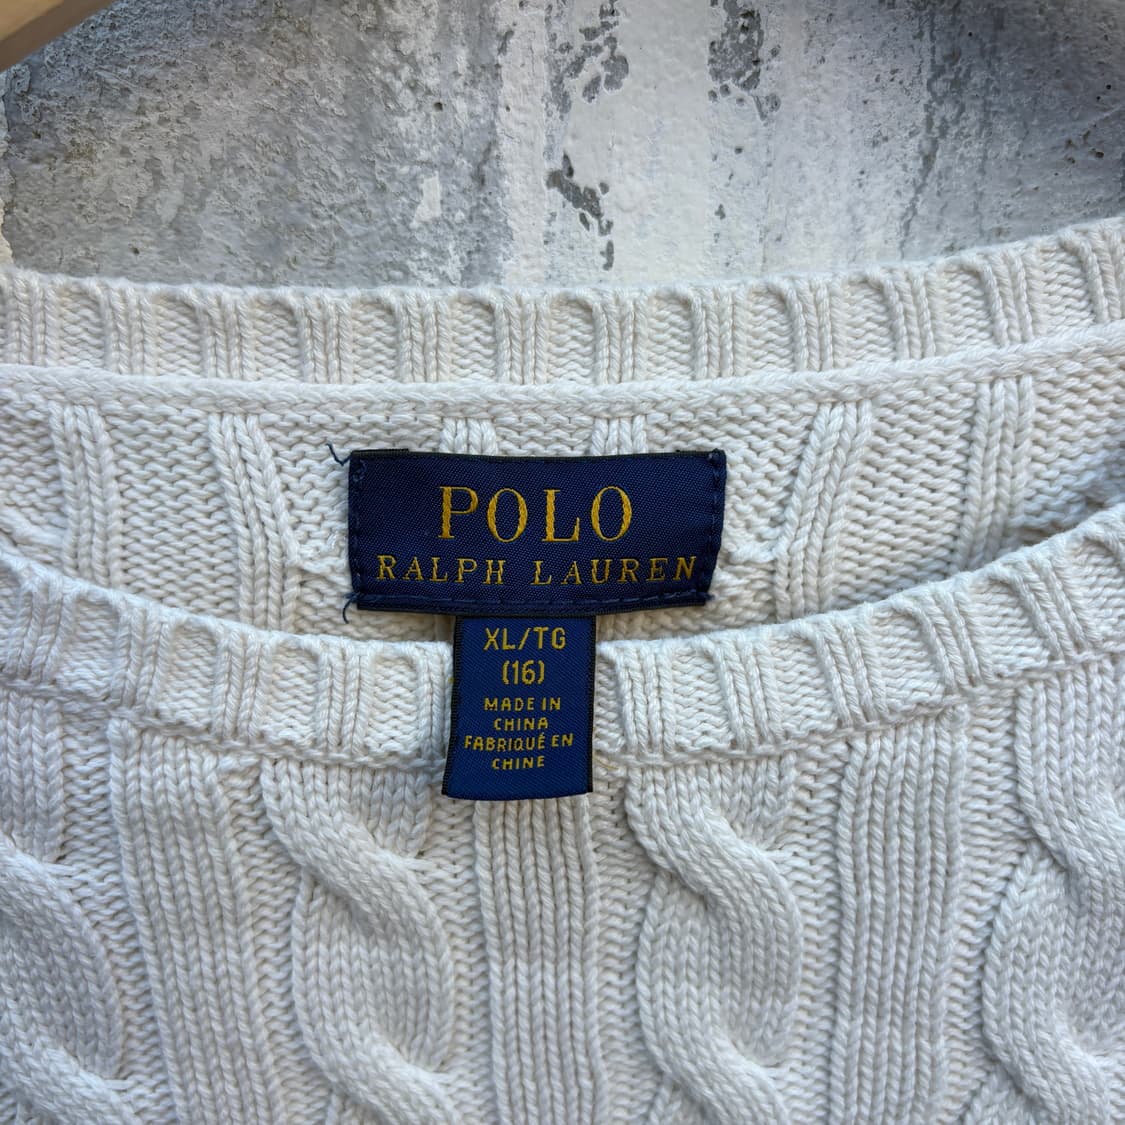 POLO
RALPH LAUREN
XL/TG
(16)
MADE IN
CHINA
FABRIQUÉ EN
CHINE